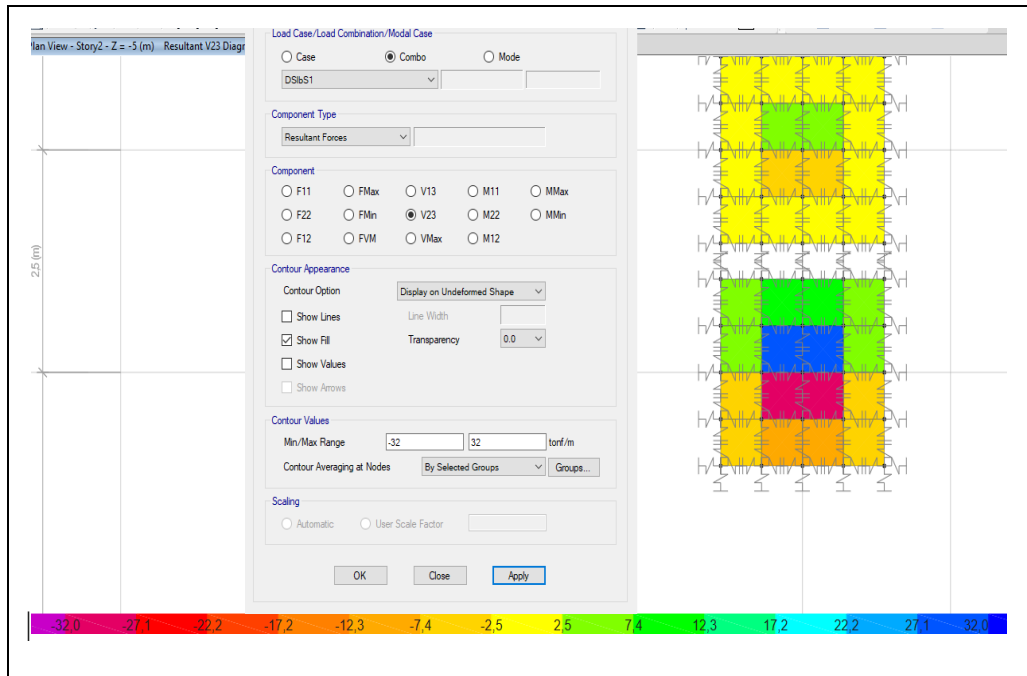 Plan View - Story2 - Z = -5 (m) Resultant V23 Diagr
Load Case/Load Combination/Modal Case
Case Combo Mode
DSlbS1
Component Type
Resultant Forces
Component
F11 FMax V13 M11 MMax
F22 FMin V23 M22 MMin
F12 FVM VMax M12
Contour Appearance
Contour Option Display on Undeformed Shape
Show Lines Line Width
Show Fill Transparency 0.0
Show Values
Show Arrows
Contour Values
Min/Max Range -32 32 tonf/m
Contour Averaging at Nodes By Selected Groups Groups...
Scaling
Automatic User Scale Factor
OK Close Apply
2,5 (m)
-32,0 -27,1 -22,2 -17,2 -12,3 -7,4 -2,5 2,5 7,4 12,3 17,2 22,2 27,1 32,0